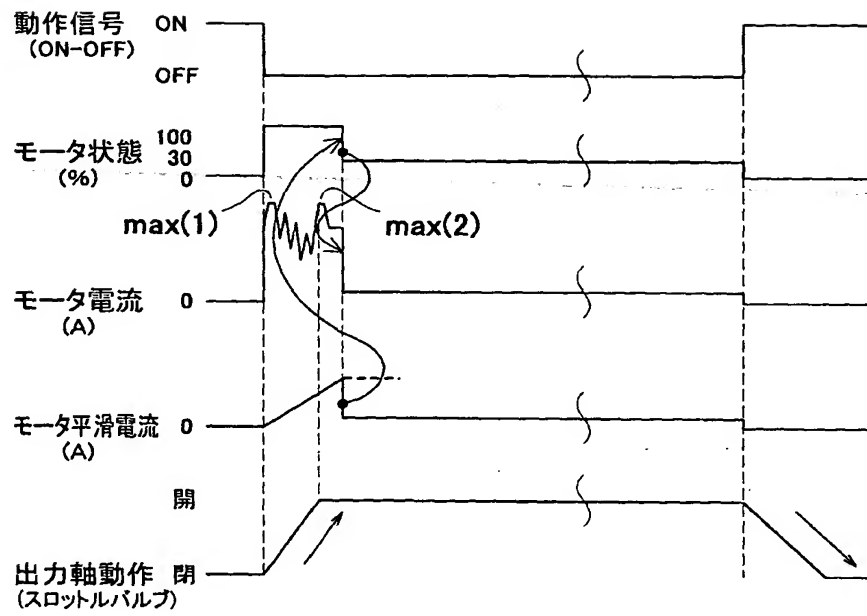 動作信号 ON
(ON-OFF)
OFF
100
モータ状態 30
(%) 0
max(1) max(2)
モータ電流 0
(A)
モータ平滑電流 0
(A)
開
出力軸動作 閉
(スロットルバルブ)